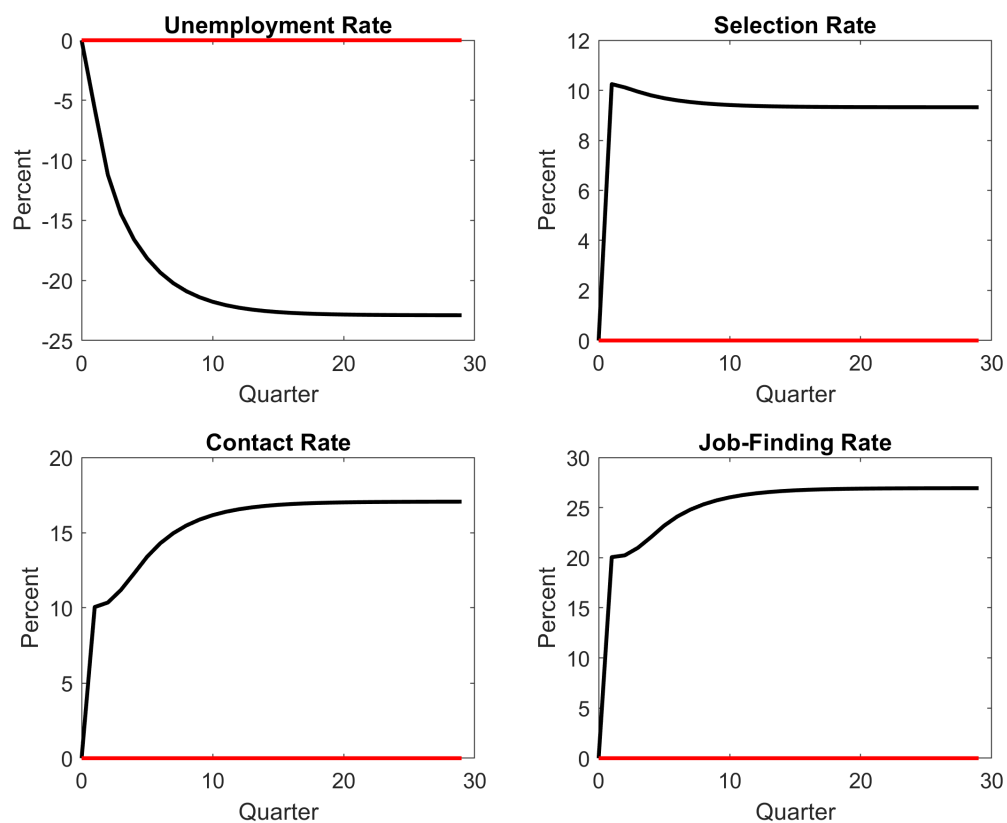 Unemployment Rate
0
-5
-10
-15
-20
-25
Percent
0 10 20 30
Quarter
Selection Rate
12
10
8
6
4
2
0
Percent
0 10 20 30
Quarter
Contact Rate
20
15
10
5
0
Percent
0 10 20 30
Quarter
Job-Finding Rate
30
25
20
15
10
5
0
Percent
0 10 20 30
Quarter